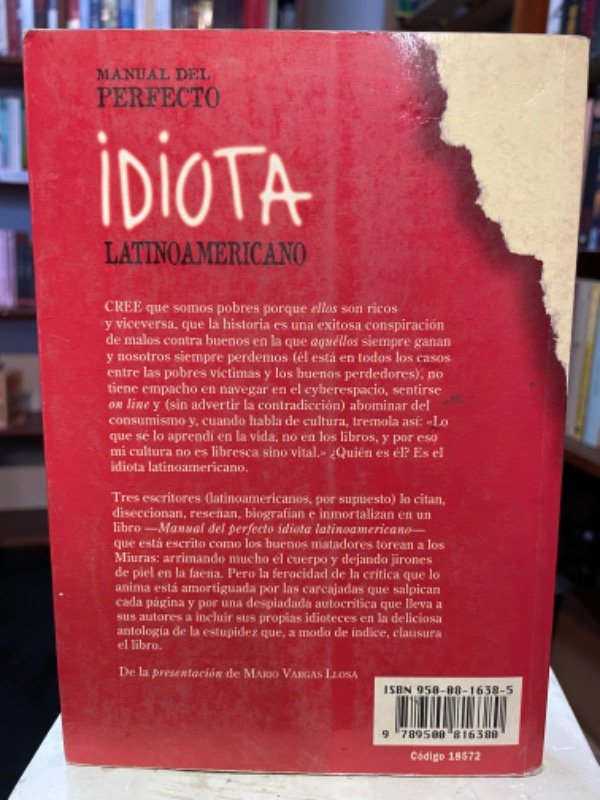 MANUAL DEL
PERFECTO
iDiOTA
LATINOAMERICANO
CREE que somos pobres porque ellos son ricos
y viceversa, que la historia es una exitosa conspiración
de malos contra buenos en la que aquéllos siempre ganan
y nosotros siempre perdemos (él está en todos los casos
entre las pobres víctimas y los buenos perdedores), no
tiene empacho en navegar en el cyberespacio, sentirse
on line y (sin advertir la contradicción) abominar del
consumismo y, cuando habla de cultura, tremola así: «Lo
que sé lo aprendí en la vida, no en los libros, y por eso
mi cultura no es libresca sino vital.» ¿Quién es él? Es el
idiota latinoamericano.
Tres escritores (latinoamericanos, por supuesto) lo citan,
diseccionan, reseñan, biografían e inmortalizan en un
libro —Manual del perfecto idiota latinoamericano—
que está escrito como los buenos matadores torean a los
Miuras: arrimando mucho el cuerpo y dejando jirones
de piel en la faena. Pero la ferocidad de la crítica que lo
anima está amortiguada por las carcajadas que salpican
cada página y por una despiadada autocrítica que lleva a
sus autores a incluir sus propias idioteces en la deliciosa
antología de la estupidez que, a modo de índice, clausura
el libro.
De la presentación de MARIO VARGAS LLOSA
ISBN 950-08-1638-5
9 789500 816380
Código 18572